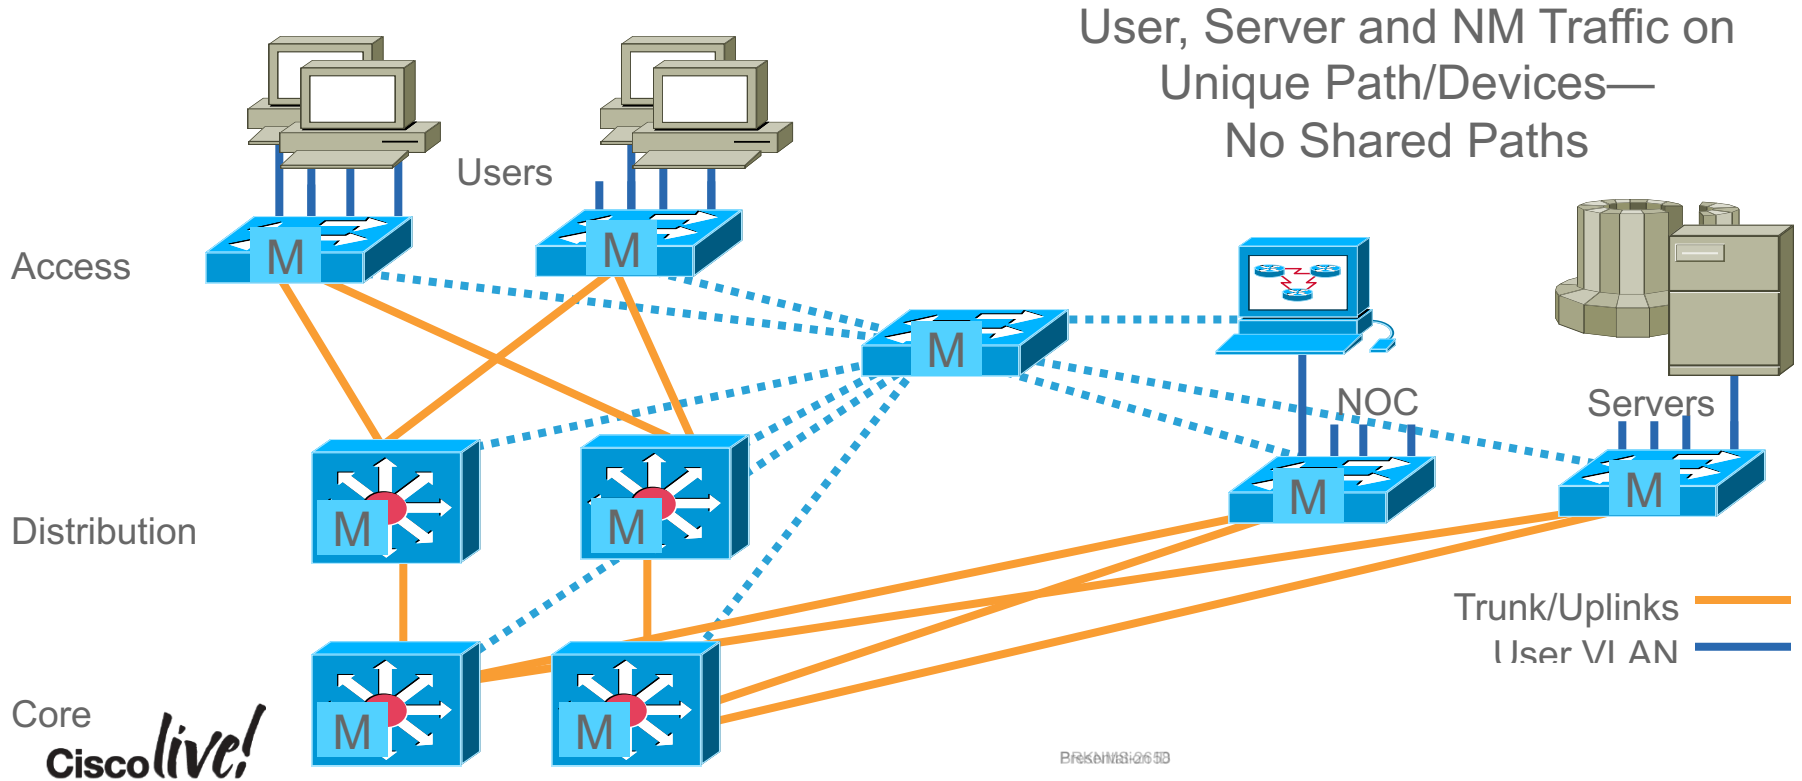 User, Server and NM Traffic on
Unique Path/Devices—
No Shared Paths
Users
M
M
Access
M
NOC
Servers
M
M
M
M
Distribution
Trunk/Uplinks
User VLAN
M
M
Core
Cisco live!